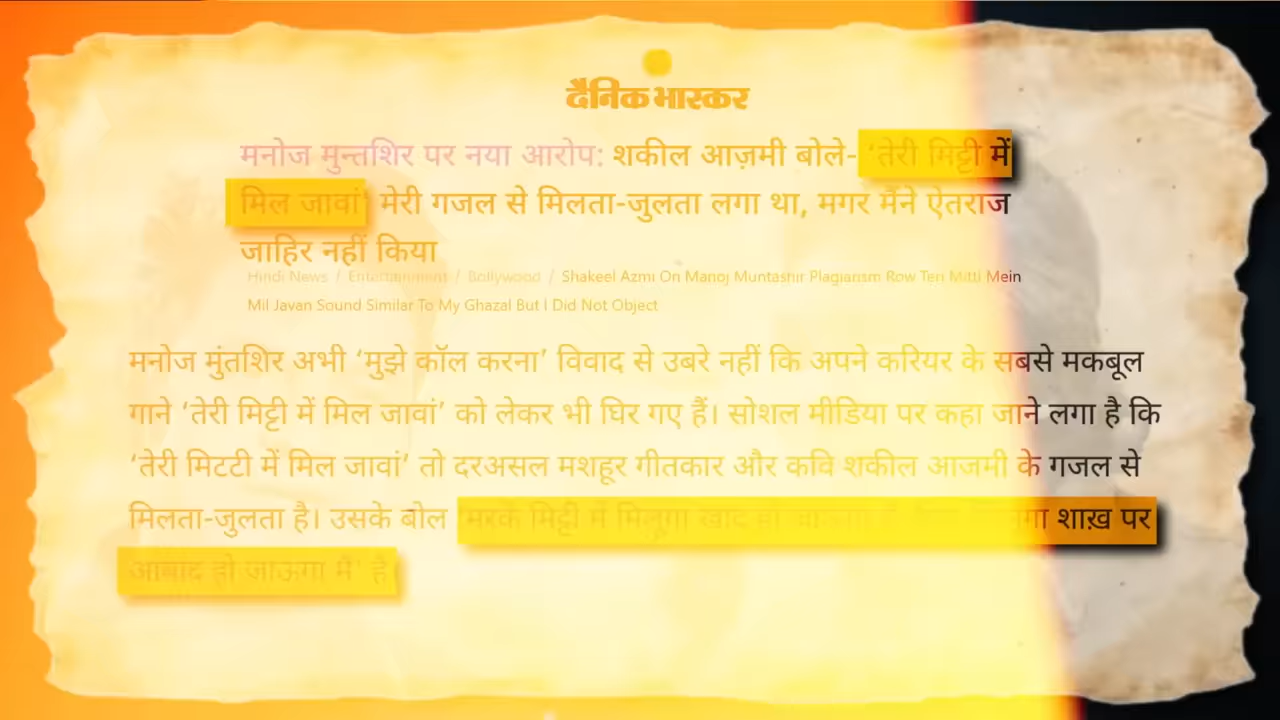 दैनिक भास्कर
मनोज मुन्तशिर पर नया आरोप: शकील आज़मी बोले- ‘तेरी मिट्टी में
मिल जावां’ मेरी गजल से मिलता-जुलता लगा था, मगर मैंने ऐतराज
जाहिर नहीं किया
Hindi News / Entertainment / Bollywood / Shakeel Azmi On Manoj Muntashir Plagiarism Row Teri Mitti Mein
Mil Javan Sound Similar To My Ghazal But I Did Not Object
मनोज मुंतशिर अभी ‘मुझे कॉल करना’ विवाद से उबरे नहीं कि अपने करियर के सबसे मकबूल
गाने ‘तेरी मिट्टी में मिल जावां’ को लेकर भी घिर गए हैं। सोशल मीडिया पर कहा जाने लगा है कि
‘तेरी मिटटी में मिल जावां’ तो दरअसल मशहूर गीतकार और कवि शकील आजमी के गजल से
मिलता-जुलता है। उसके बोल ‘मरके मिट्टी में मिलूंगा खाद हो जाऊंगा मैं, शाख़ पर
आबाद हो जाऊंगा मैं’ है।